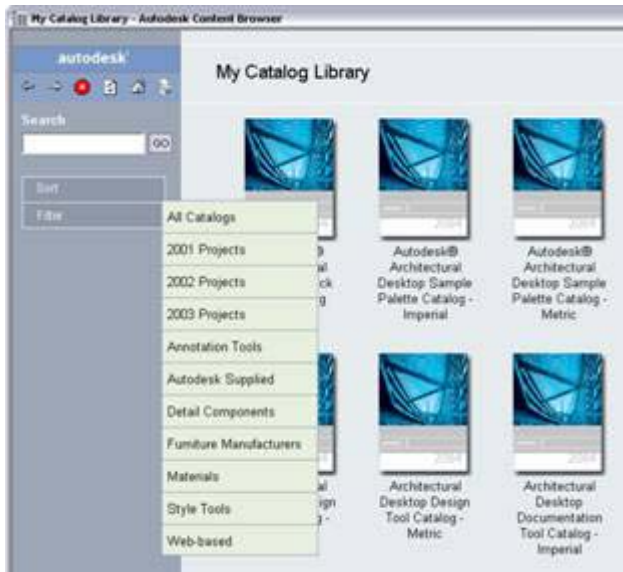 My Catalog Library - Autodesk Content Browser
autodesk'
My Catalog Library
Search
GO
Sort
Filter
All Catalogs
2001 Projects
2002 Projects
2003 Projects
Annotation Tools
Autodesk Supplied
Detail Components
Furniture Manufacturers
Materials
Style Tools
Web-based
2004
2004
Autodesk®
Architectural
Desktop Sample
Palette Catalog -
Imperial
Autodesk®
Architectural
Desktop Sample
Palette Catalog -
Metric
2004
2004
Architectural
Desktop Design
Tool Catalog -
Metric
Architectural
Desktop
Documentation
Tool Catalog -
Imperial